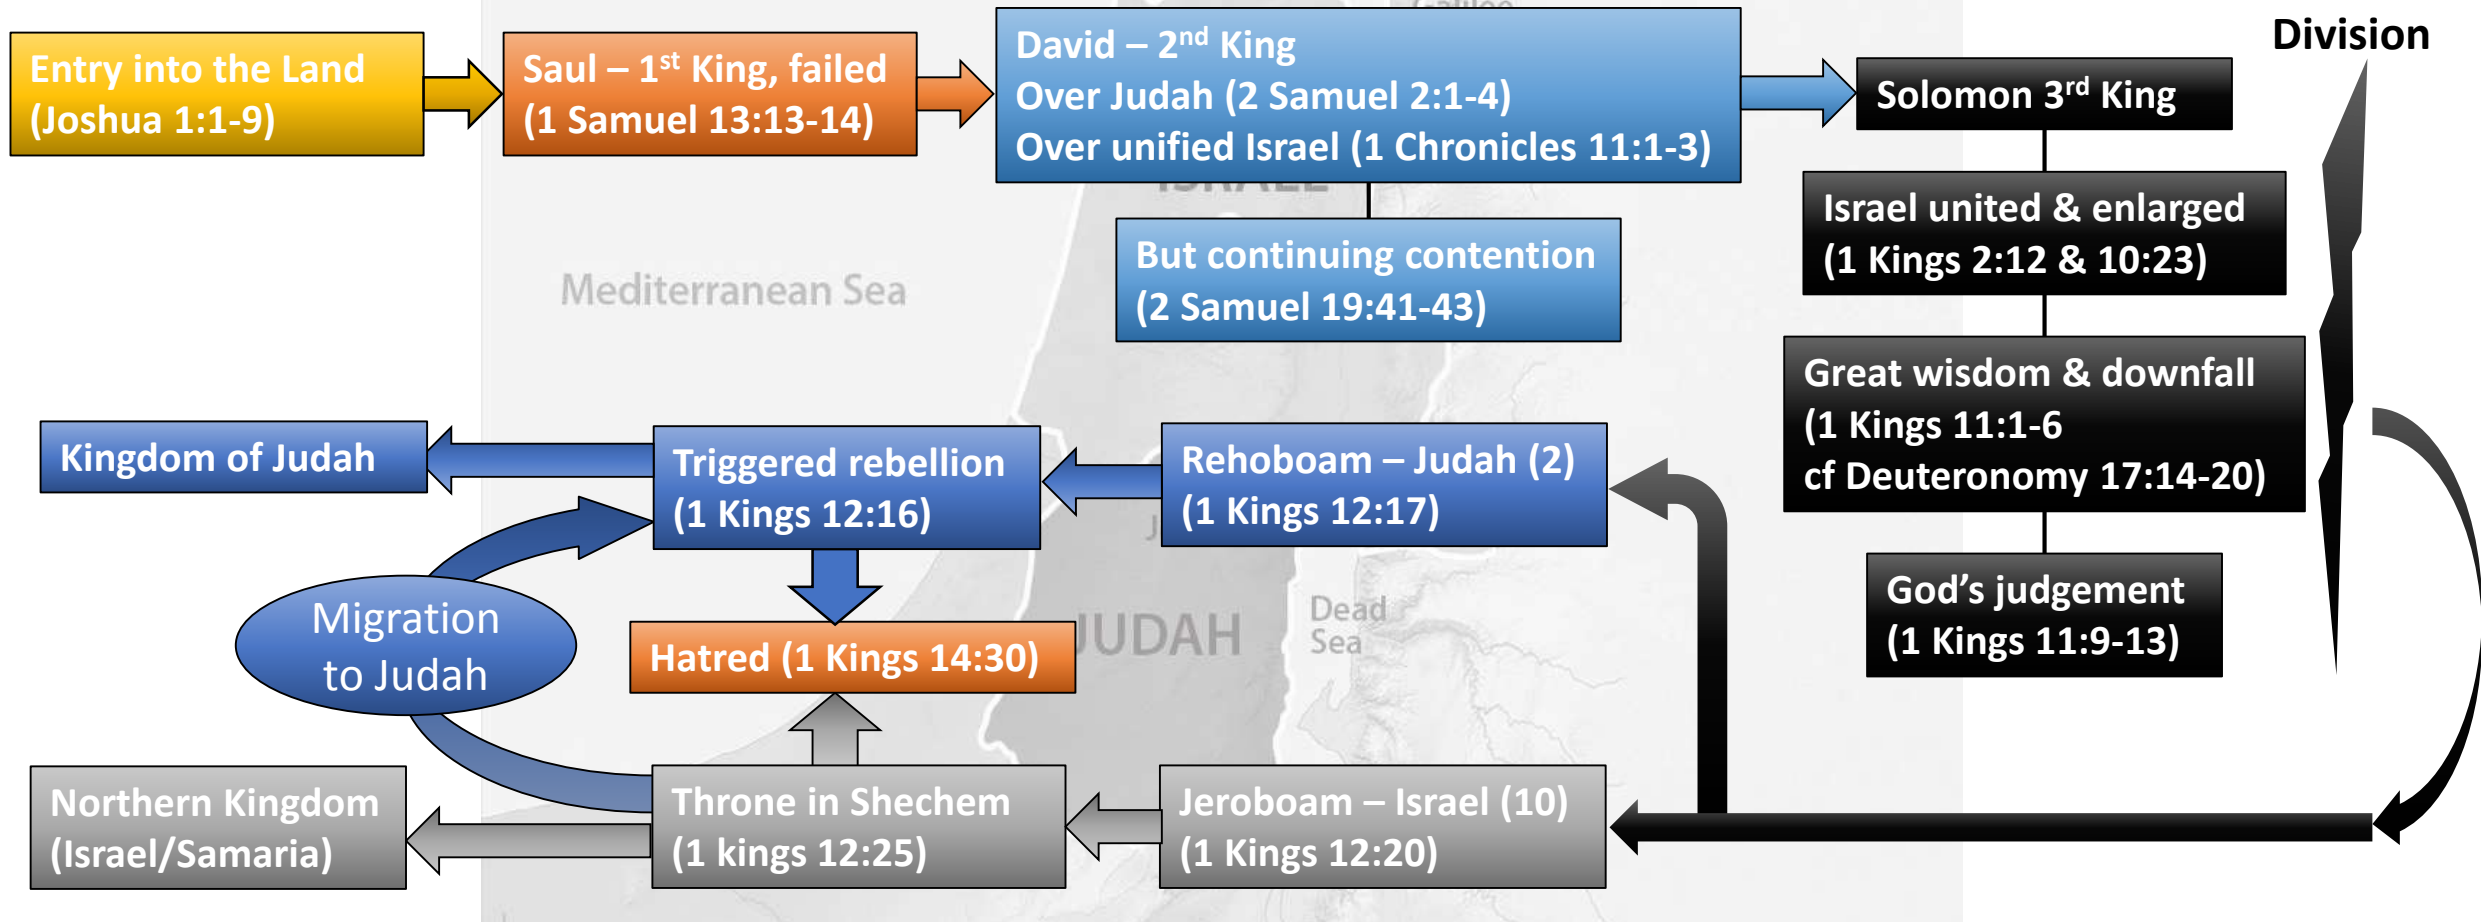 Division
Entry into the Land
(Joshua 1:1-9)
Saul – 1st King, failed
(1 Samuel 13:13-14)
David – 2nd King
Over Judah (2 Samuel 2:1-4)
Over unified Israel (1 Chronicles 11:1-3)
But continuing contention
(2 Samuel 19:41-43)
Solomon 3rd King
Israel united & enlarged
(1 Kings 2:12 & 10:23)
Great wisdom & downfall
(1 Kings 11:1-6
cf Deuteronomy 17:14-20)
God’s judgement
(1 Kings 11:9-13)
Mediterranean Sea
Kingdom of Judah
Triggered rebellion
(1 Kings 12:16)
Rehoboam – Judah (2)
(1 Kings 12:17)
Migration
to Judah
Hatred (1 Kings 14:30)
JUDAH
Dead
Sea
Northern Kingdom
(Israel/Samaria)
Throne in Shechem
(1 kings 12:25)
Jeroboam – Israel (10)
(1 Kings 12:20)